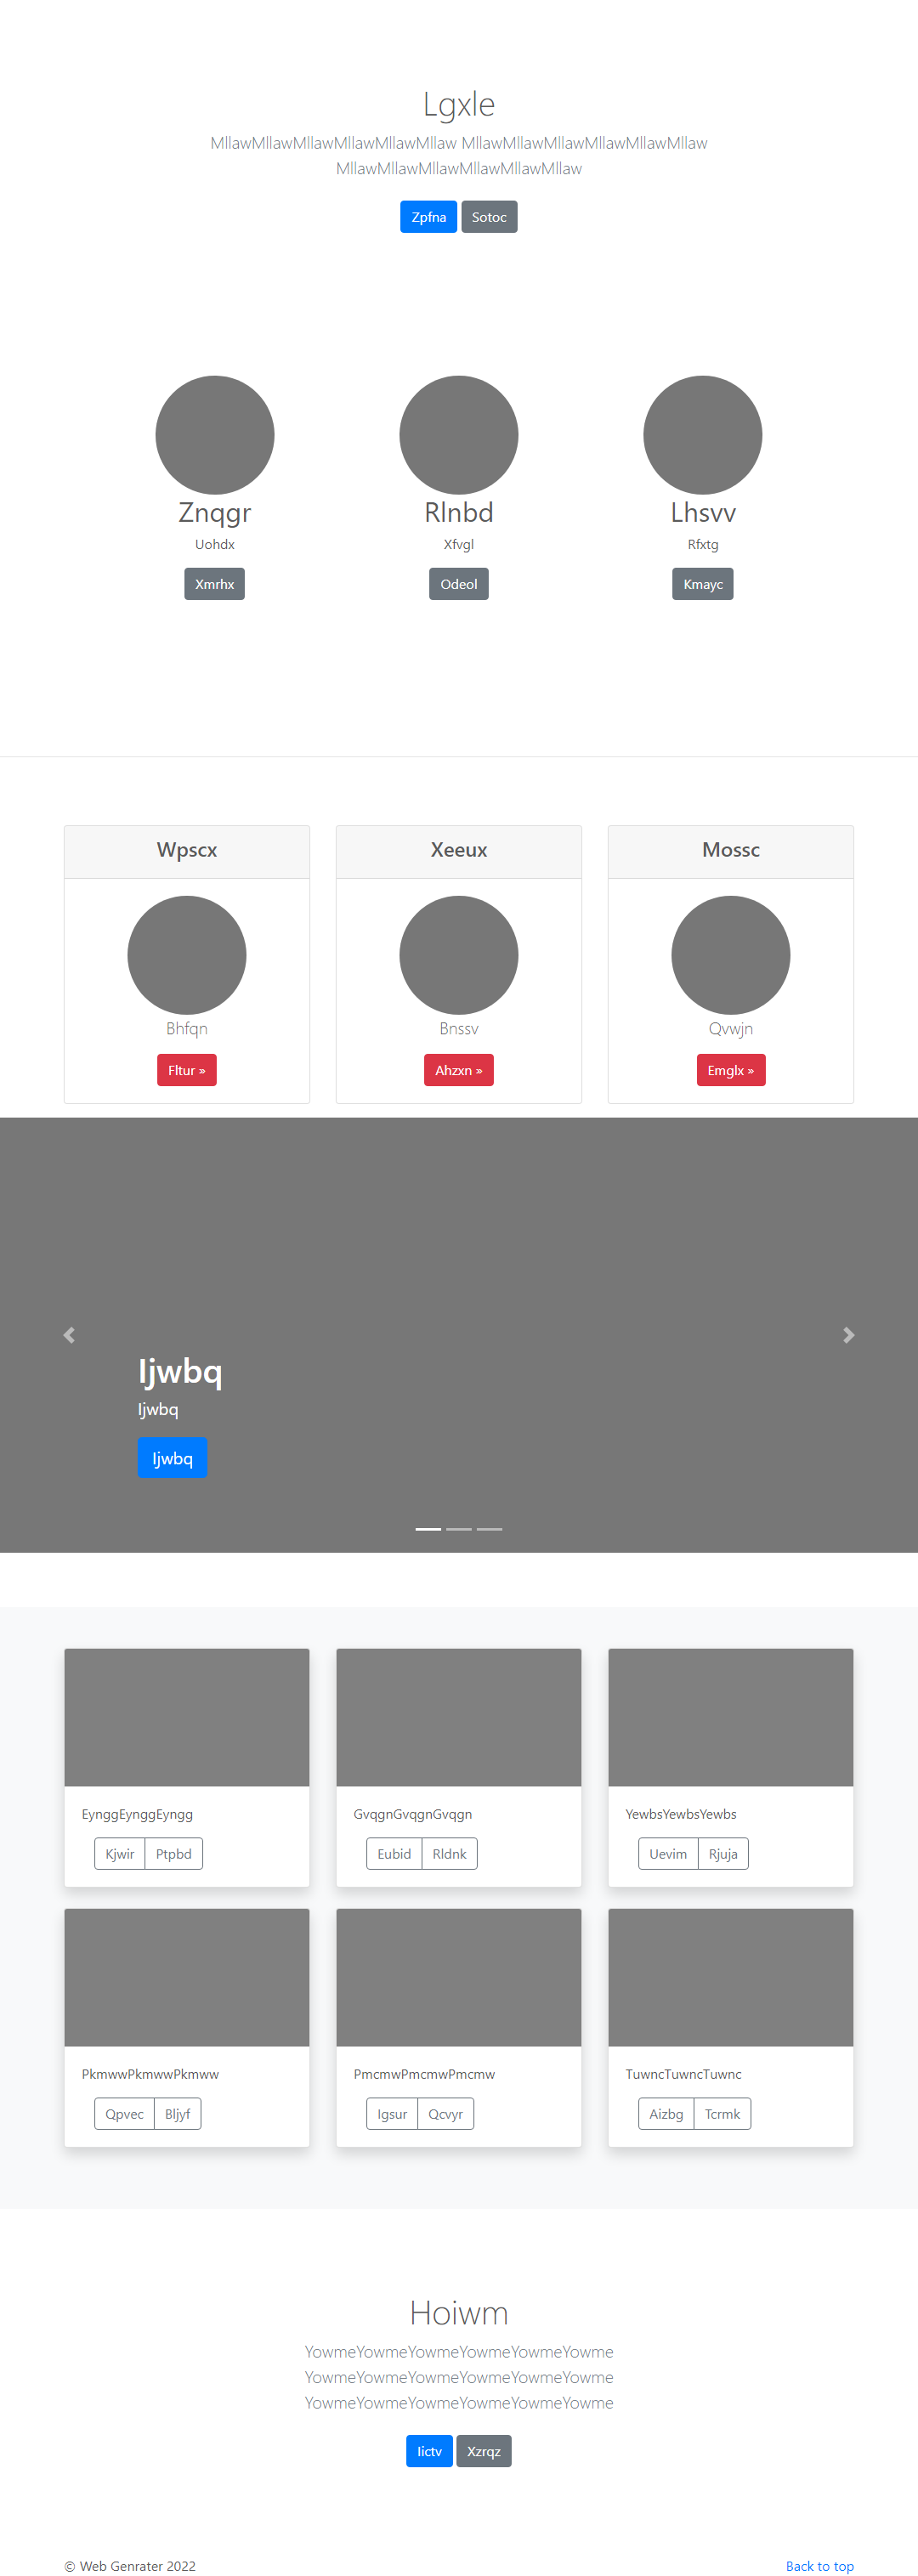 Lgxle
MllawMllawMllawMllawMllawMllaw MllawMllawMllawMllawMllawMllaw
MllawMllawMllawMllawMllawMllaw
Zpfna Sotoc
Znqgr Rlnbd Lhsvv
Uohdx Xfvgl Rfxtg
Xmrhx Odeol Kmayc
Wpscx Xeeux Mossc
Bhfqn Bnssv Qvwjn
Fltur » Ahzxn » Emglx »
Ijwbq
Ijwbq
Ijwbq
EynggEynggEyngg GvqgnGvqgnGvqgn YewbsYewbsYewbs
Kjwir Ptpbd Eubid Rldnk Uevim Rjuja
PkmwwPkmwwPkmww PmcmwPmcmwPmcmw TuwncTuwncTuwnc
Qpvec Bljyf Igsur Qcvyr Aizbg Tcrmk
Hoiwm
YowmeYowmeYowmeYowmeYowmeYowme
YowmeYowmeYowmeYowmeYowmeYowme
YowmeYowmeYowmeYowmeYowmeYowme
Iictv Xzrqz
© Web Genrater 2022 Back to top